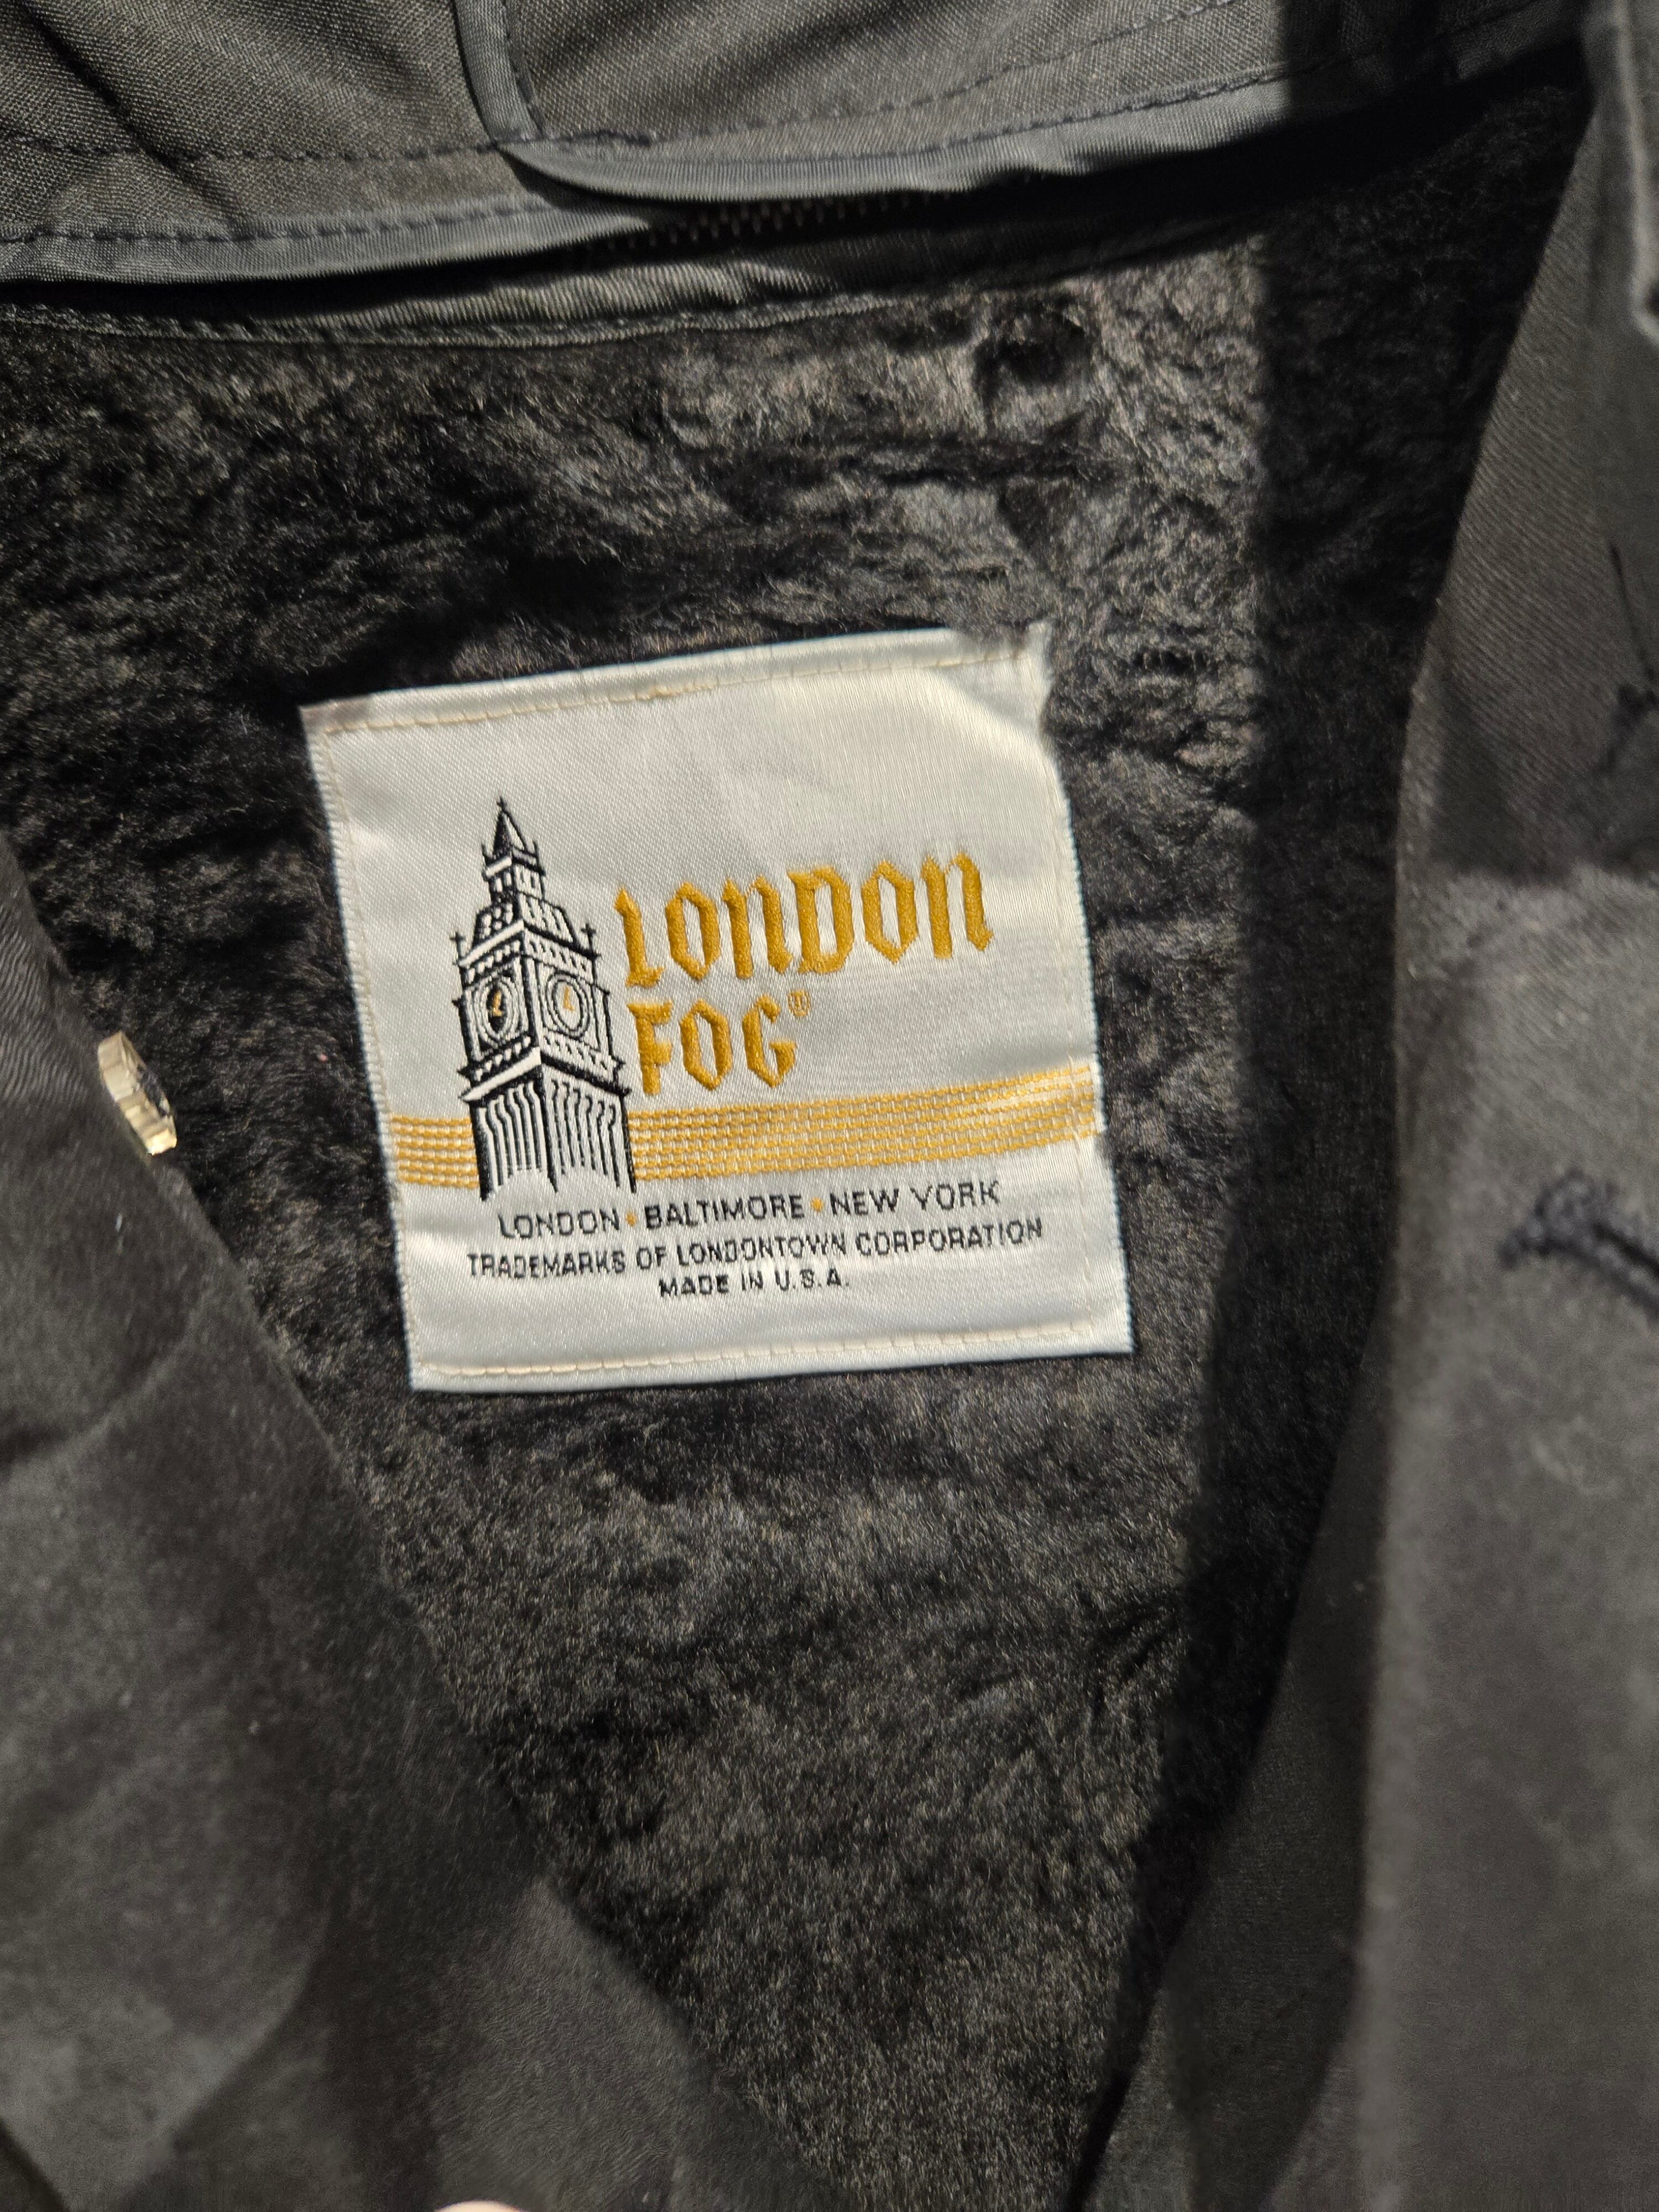 LONDON
FOG®
LONDON • BALTIMORE • NEW YORK
TRADEMARKS OF LONDONTOWN CORPORATION
MADE IN U.S.A.